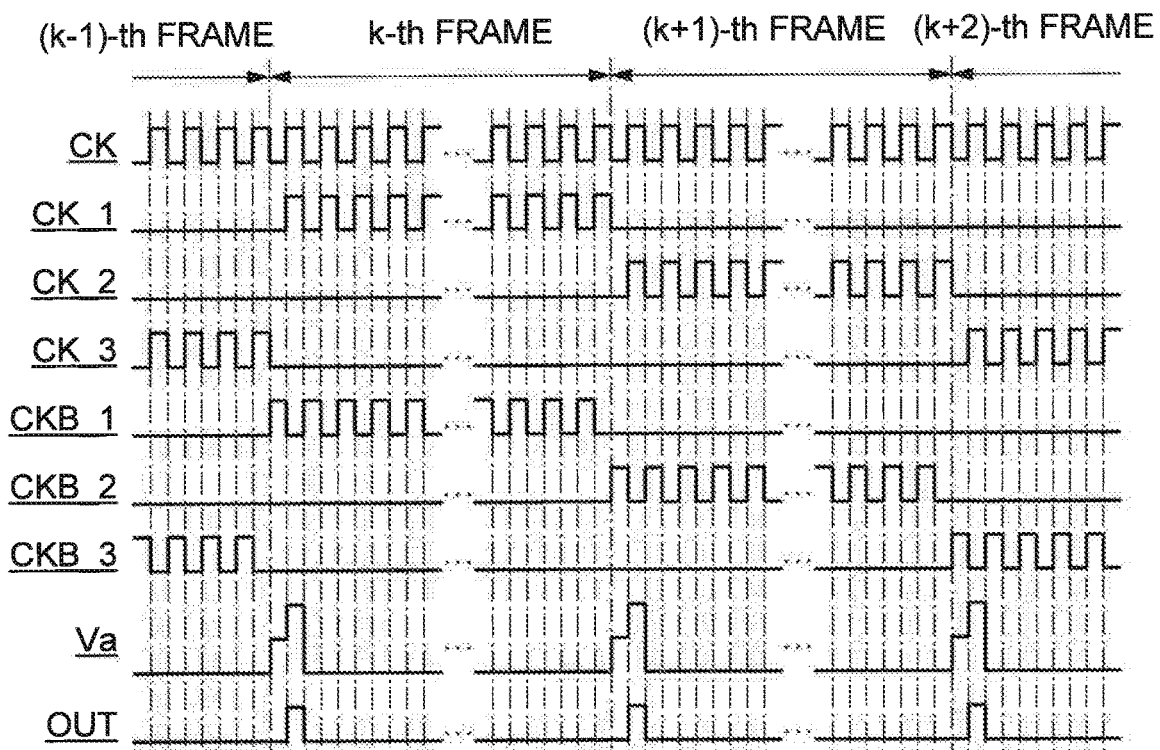 (k-1)-th FRAME k-th FRAME (k+1)-th FRAME (k+2)-th FRAME
CK
CK_1
CK_2
CK_3
CKB_1
CKB_2
CKB_3
Va
OUT